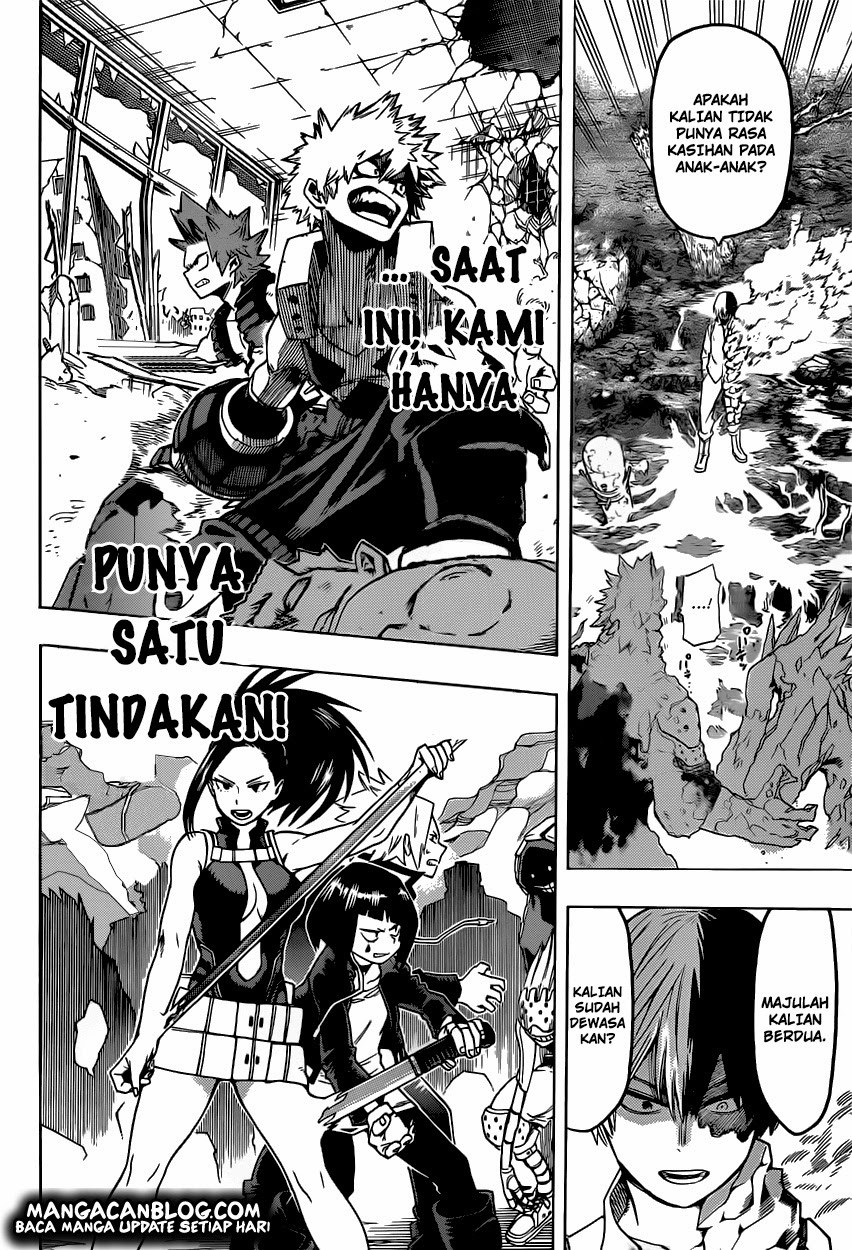 APAKAH
KALIAN TIDAK
PUNYA RASA
KASIHAN PADA
ANAK-ANAK?
....!
MAJULAH
KALIAN
BERDUA.
KALIAN
SUDAH
DEWASA
KAN?
... SAAT
INI, KAMI
HANYA
PUNYA
SATU
TINDAKAN!
MANGACANBLOG.COM
BACA MANGA UPDATE SETIAP HARI